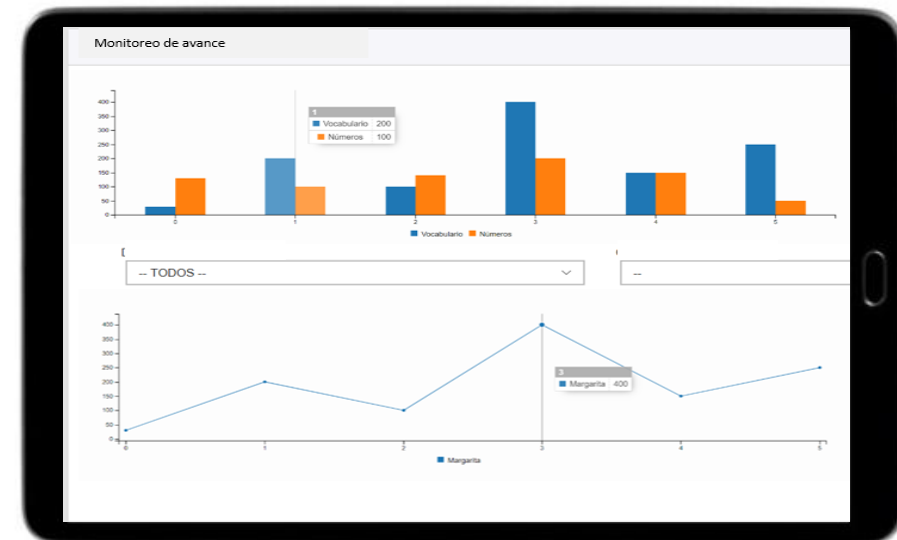 Monitoreo de avance
400
350
300
250
200
150
100
50
0
1
Vocabulario 200
Números 100
0 1 2 3 4 5
Vocabulario Números
-- TODOS --
--
400
350
300
250
200
150
100
50
0
3
Margarita 400
0 1 2 3 4 5
Margarita